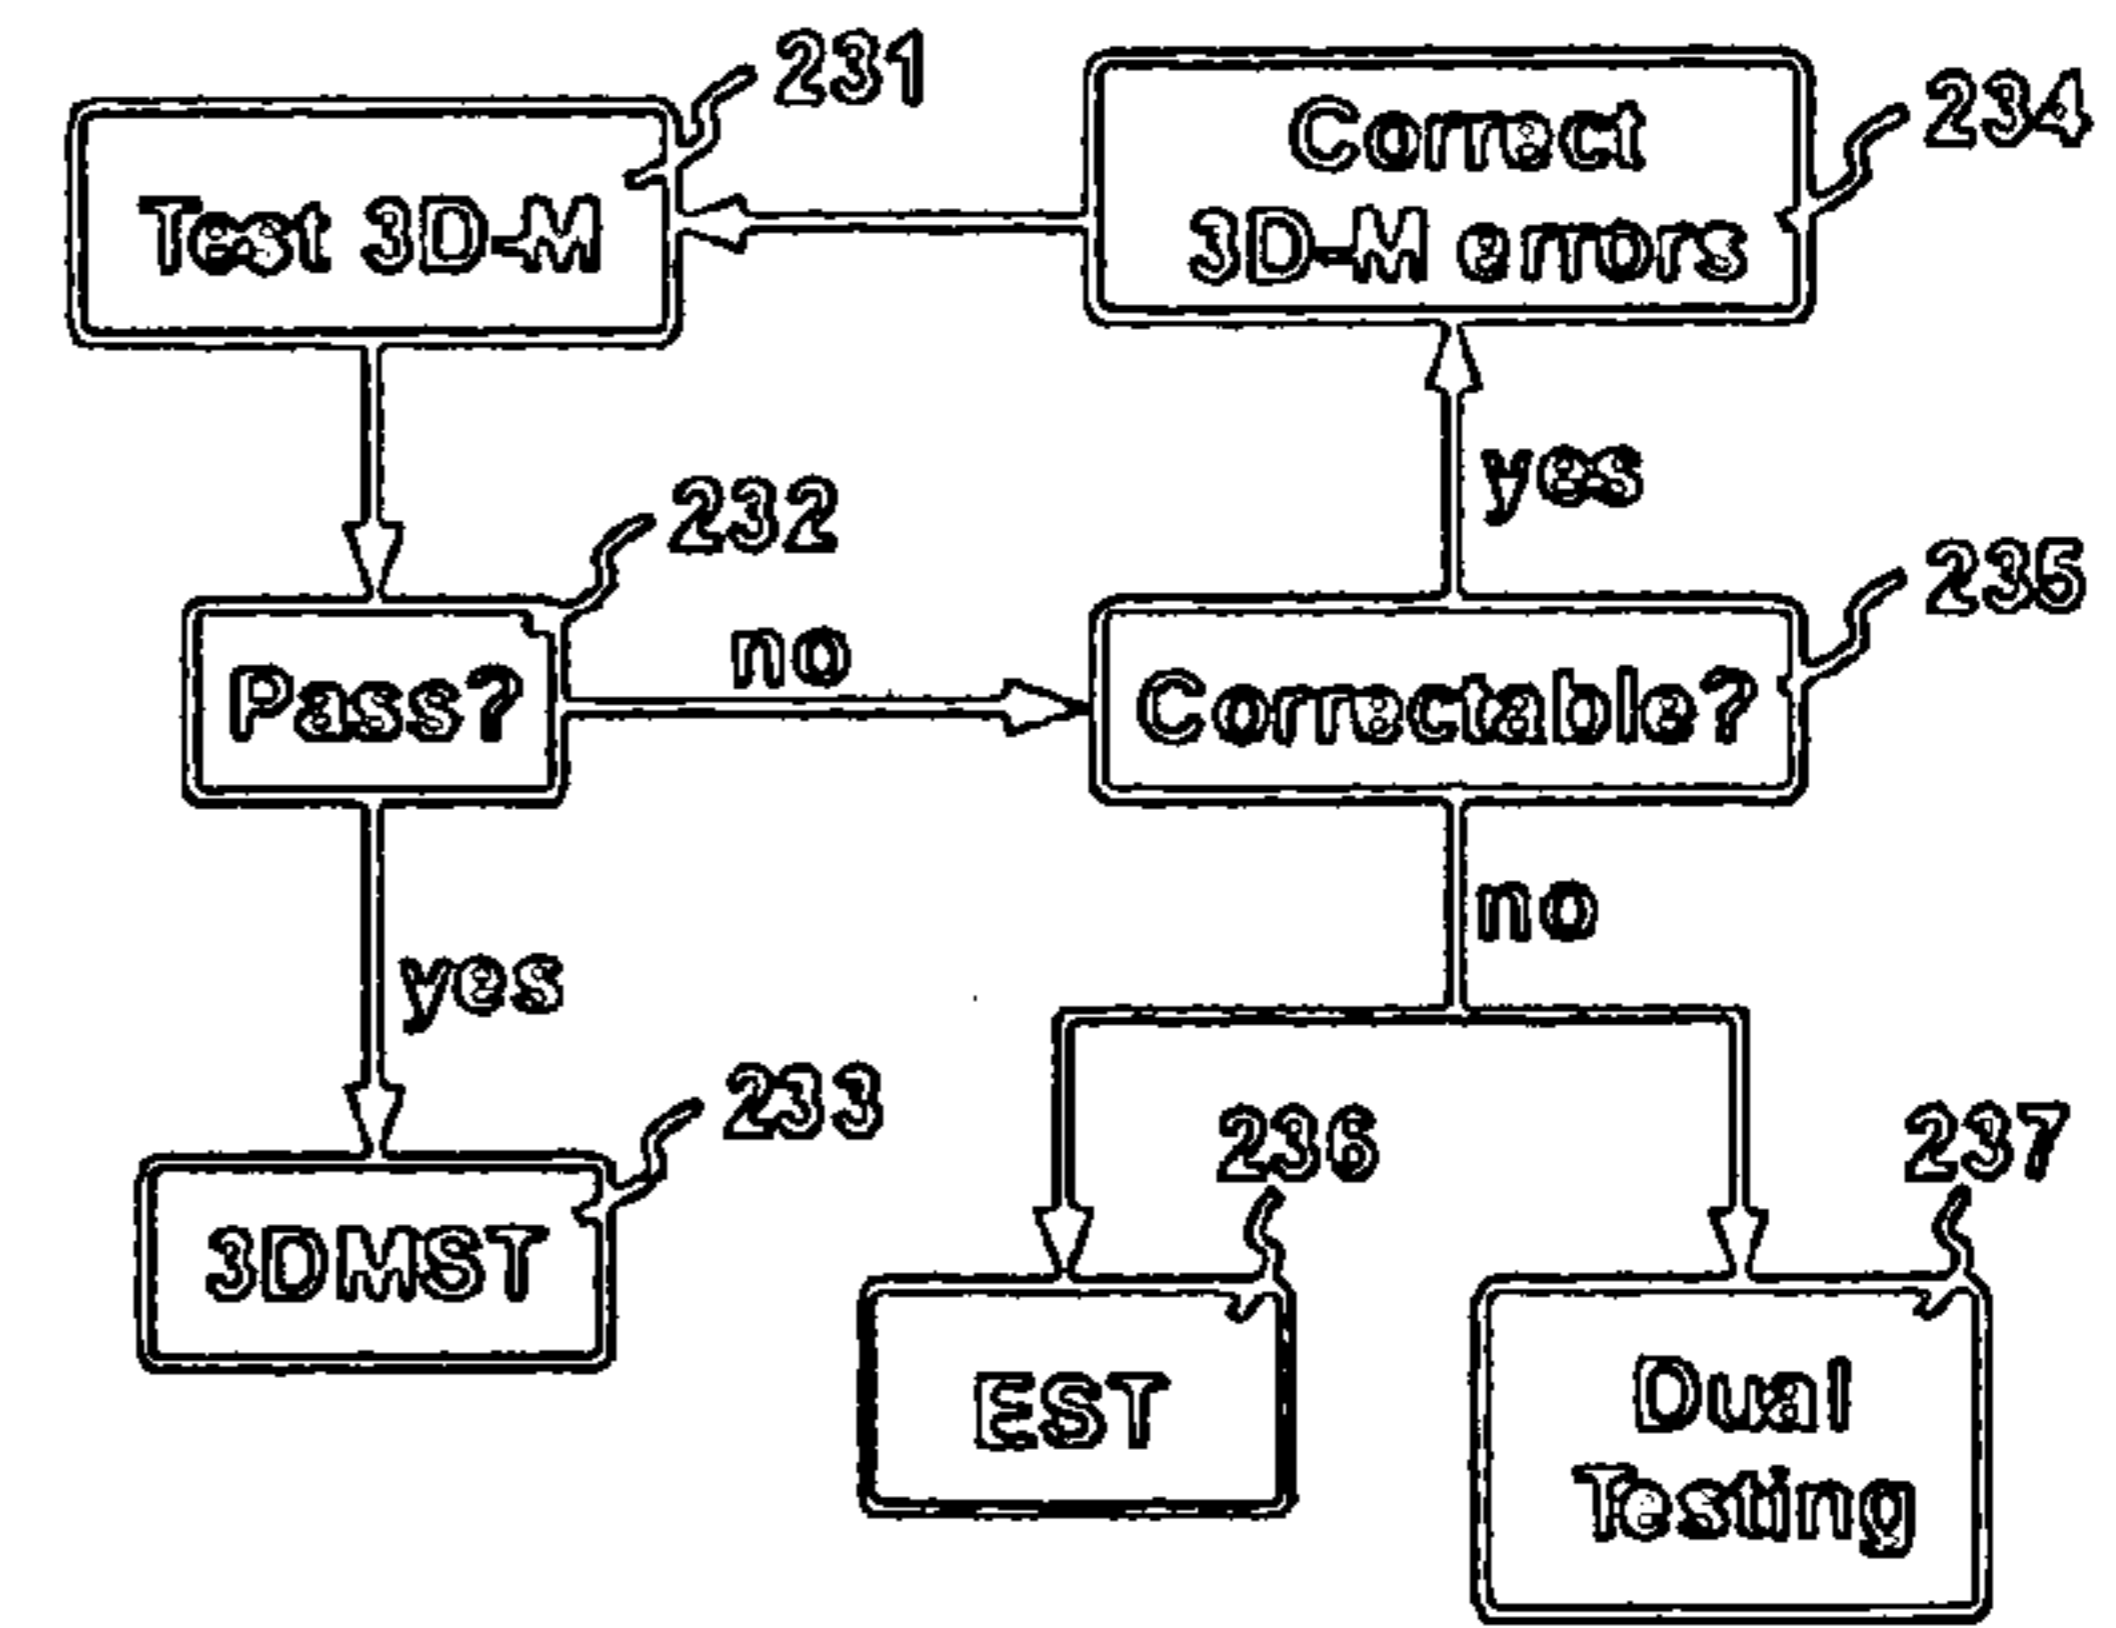 231
Test 3D-M
Correct
3D-M errors
234
yes
232
Pass?
no
Correctable?
235
no
yes
233
3DMST
236
EST
237
Dual
Testing